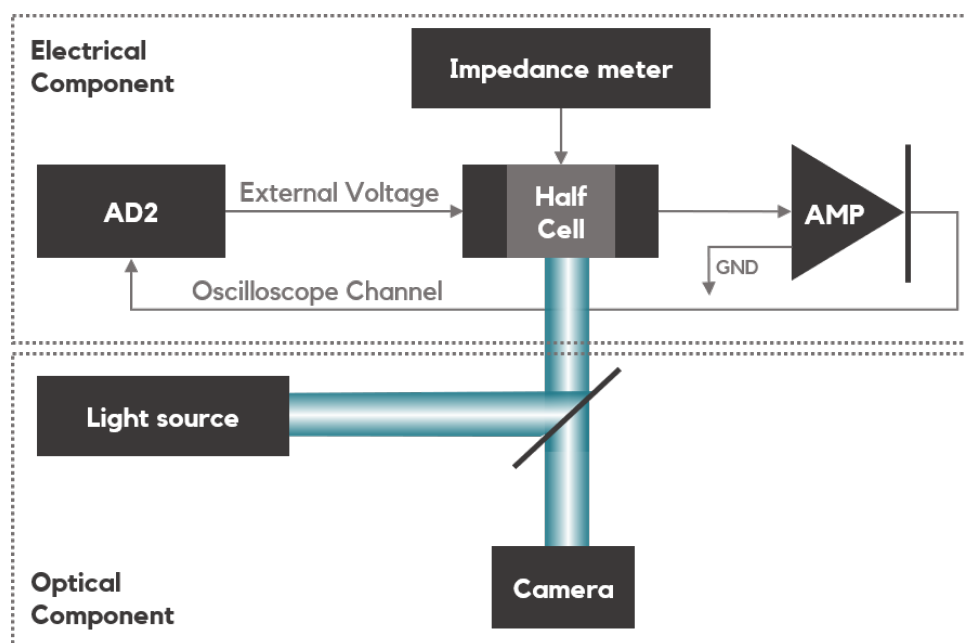 Electrical
Component
Impedance meter
AD2
External Voltage
Half
Cell
AMP
GND
Oscilloscope Channel
Light source
Camera
Optical
Component